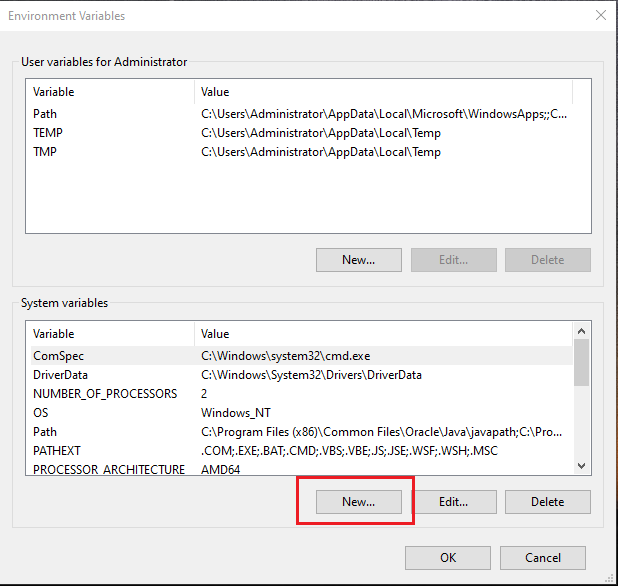 Environment Variables
User variables for Administrator
Variable Value
Path C:\Users\Administrator\AppData\Local\Microsoft\WindowsApps;;C...
TEMP C:\Users\Administrator\AppData\Local\Temp
TMP C:\Users\Administrator\AppData\Local\Temp
New... Edit... Delete
System variables
Variable Value
ComSpec C:\Windows\system32\cmd.exe
DriverData C:\Windows\System32\Drivers\DriverData
NUMBER_OF_PROCESSORS 2
OS Windows_NT
Path C:\Program Files (x86)\Common Files\Oracle\Java\javapath;C:\Pro...
PATHEXT .COM;.EXE;.BAT;.CMD;.VBS;.VBE;.JS;.JSE;.WSF;.WSH;.MSC
PROCESSOR_ARCHITECTURE AMD64
New... Edit... Delete
OK Cancel